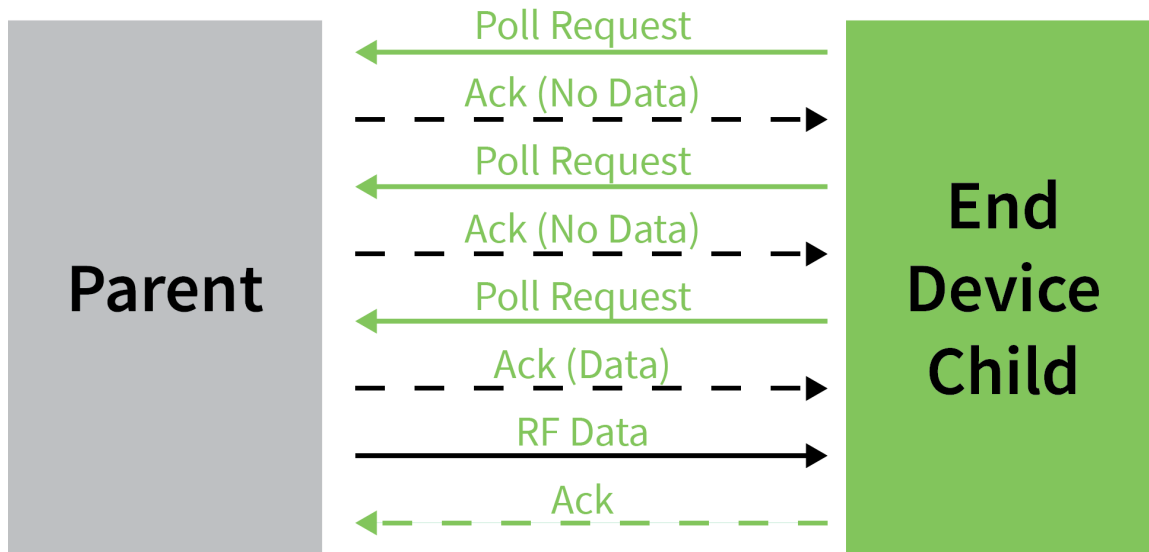 Parent
Poll Request
Ack (No Data)
Poll Request
Ack (No Data)
Poll Request
Ack (Data)
RF Data
Ack
End
Device
Child